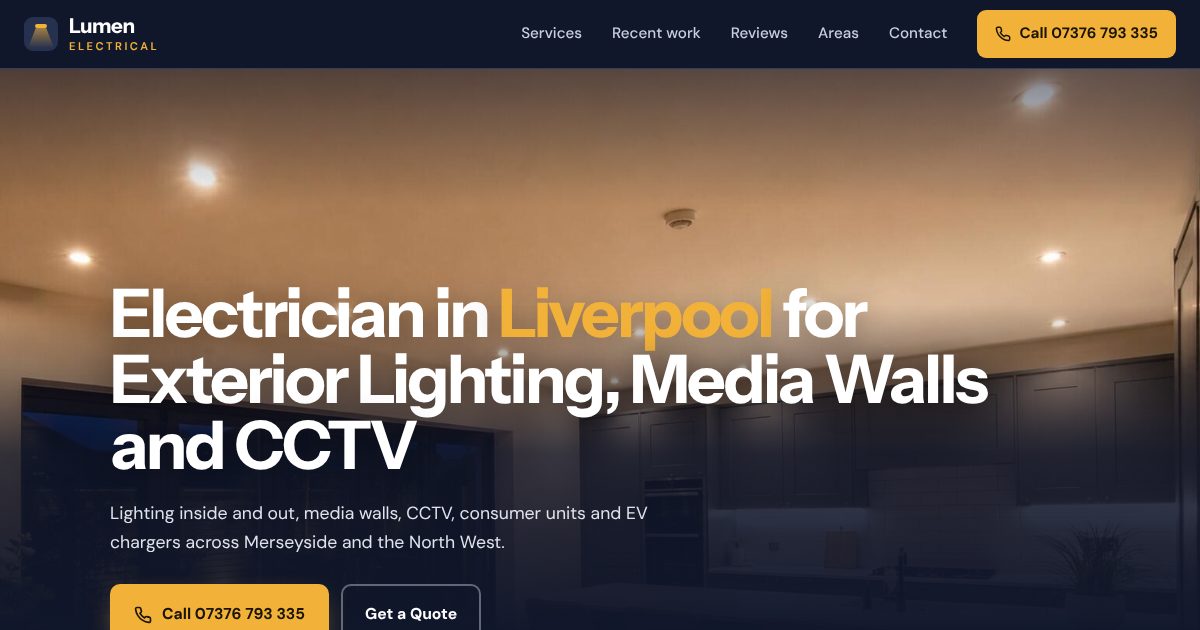 Lumen
ELECTRICAL
Services
Recent work
Reviews
Areas
Contact
Call 07376 793 335
Electrician in Liverpool for
Exterior Lighting, Media Walls
and CCTV
Lighting inside and out, media walls, CCTV, consumer units and EV
chargers across Merseyside and the North West.
Call 07376 793 335
Get a Quote